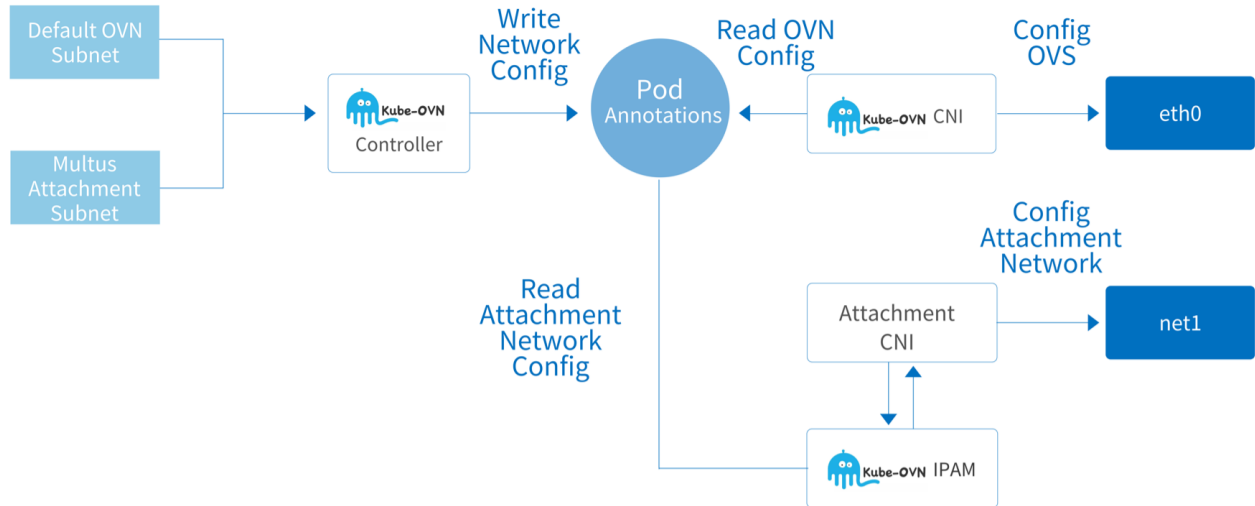 Default OVN
Subnet
Multus
Attachment
Subnet
Kube-OVN
Controller
Write
Network
Config
Pod
Annotations
Read OVN
Config
Kube-OVN CNI
Config
OVS
eth0
Read
Attachment
Network
Config
Attachment
CNI
Config
Attachment
Network
net1
Kube-OVN IPAM